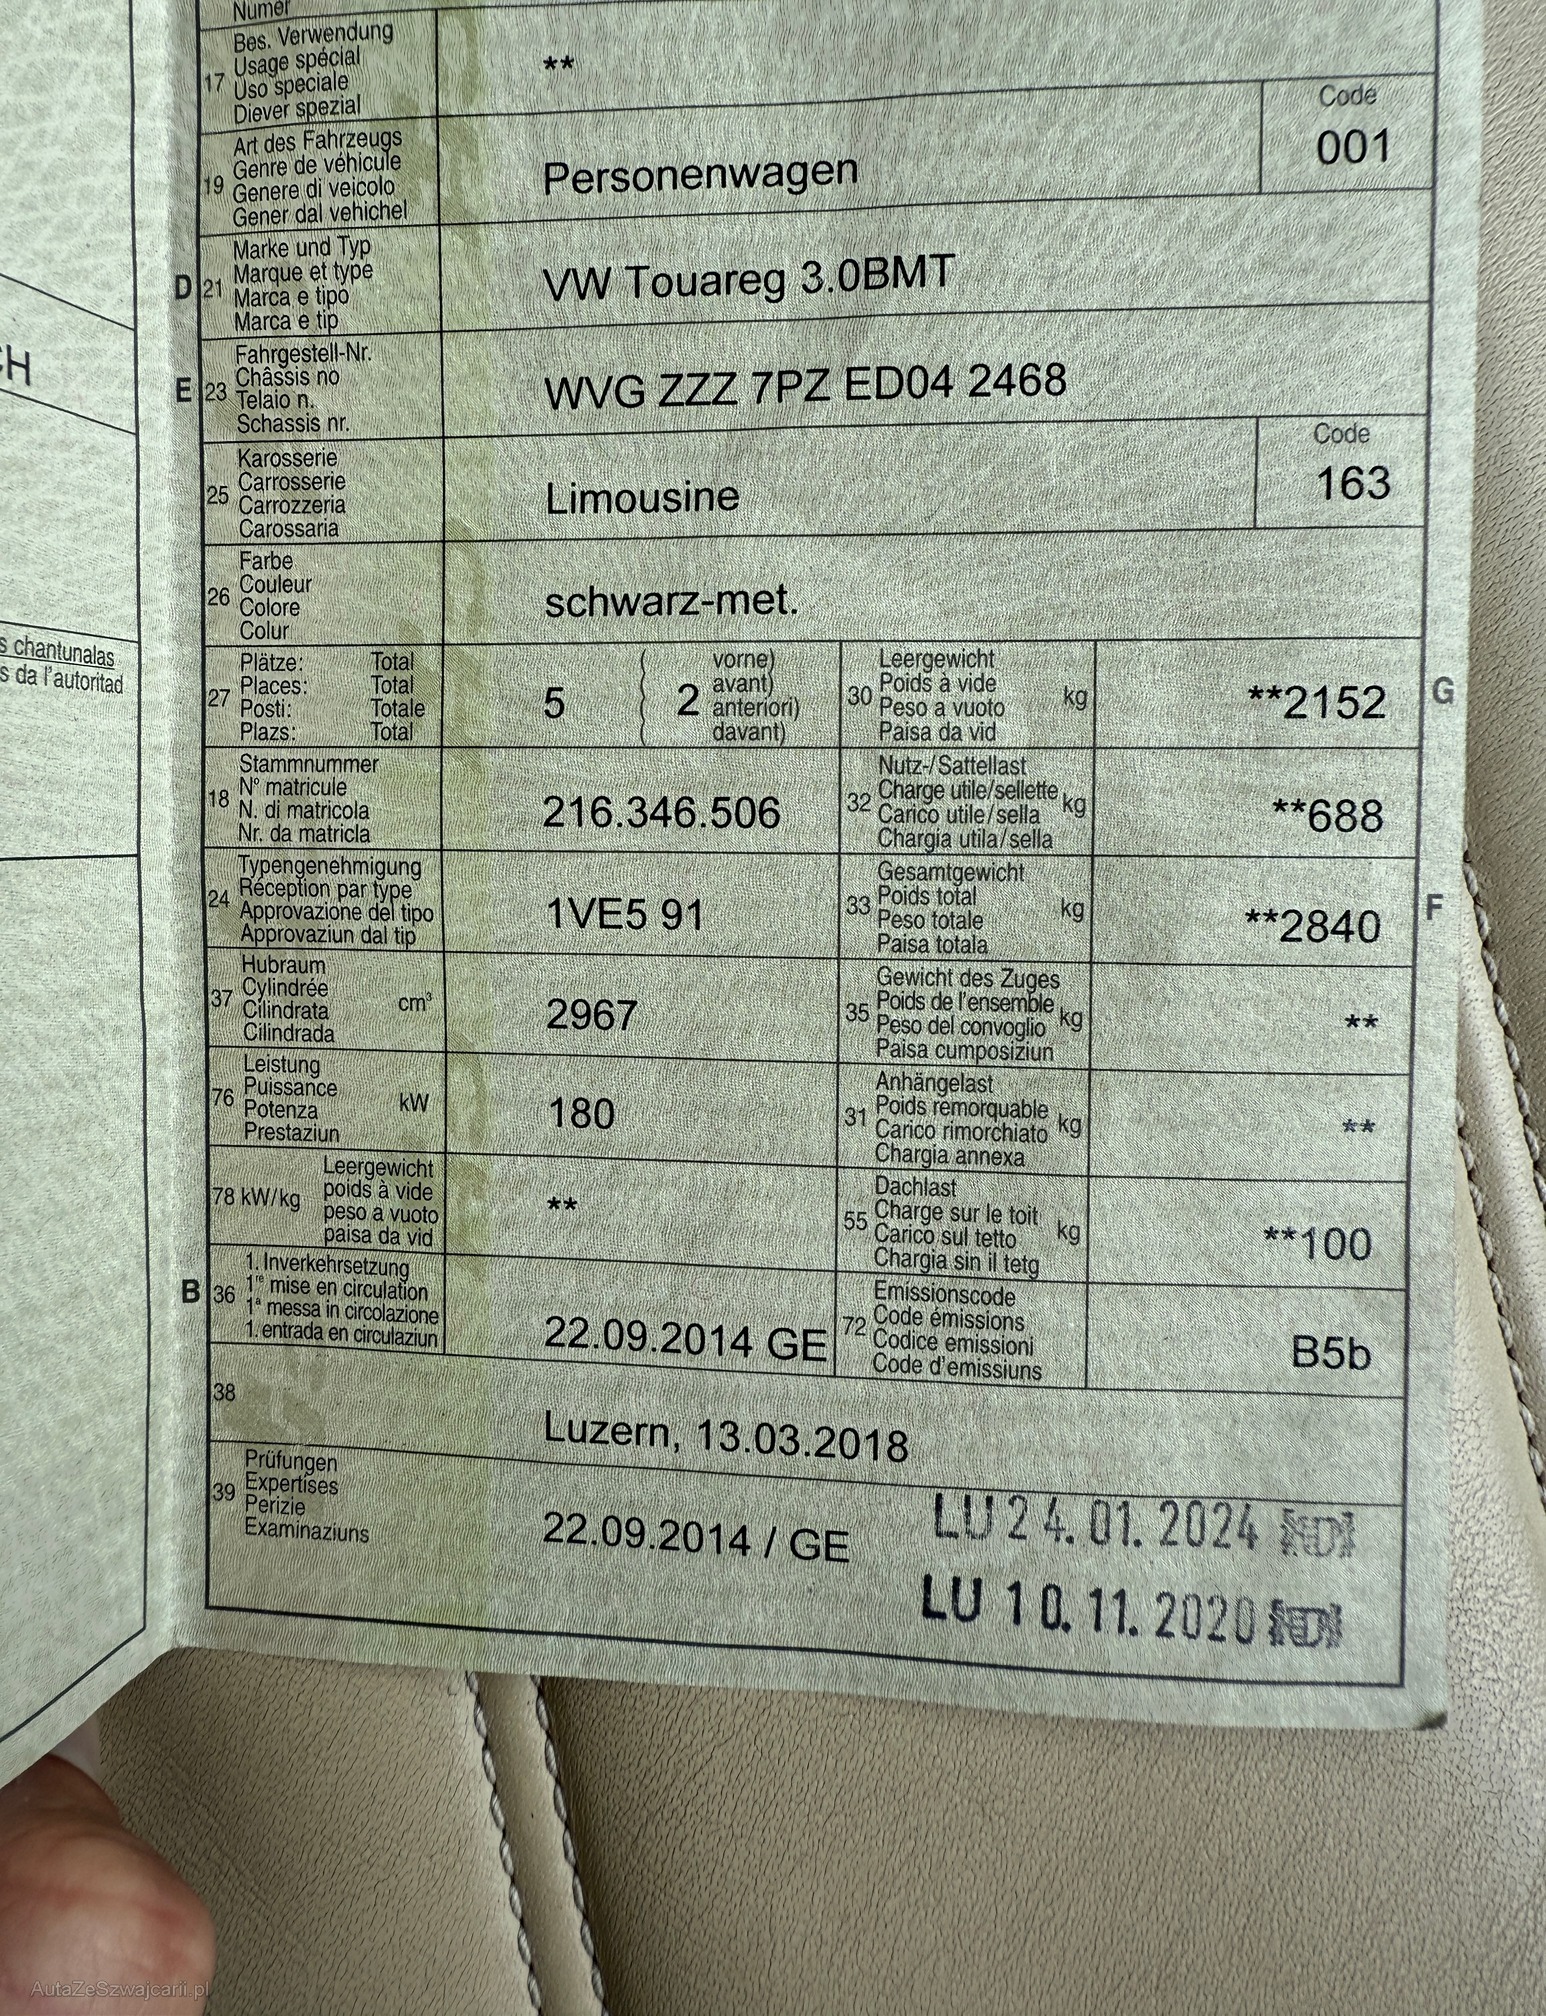 Numer
17 Bes. Verwendung
Usage spécial
Uso speciale
Diever spezial
**
19 Art des Fahrzeugs
Genre de véhicule
Genere di veicolo
Gener dal vehichel
Personenwagen
Code
001
D 21 Marke und Typ
Marque et type
Marca e tipo
Marca e tip
VW Touareg 3.0BMT
E 23 Fahrgestell-Nr.
Châssis no
Telaio n.
Schassis nr.
WVG ZZZ 7PZ ED04 2468
25 Karosserie
Carrosserie
Carrozzeria
Carossaria
Limousine
Code
163
26 Farbe
Couleur
Colore
Colur
schwarz-met.
27 Plätze: Total
Places: Total
Posti: Totale
Plazs: Total
5
2
vorne)
avant)
anteriori)
davant)
30 Leergewicht
Poids à vide
Peso a vuoto
Paisa da vid
kg
**2152 G
18 Stammnummer
N° matricule
N. di matricola
Nr. da matricla
216.346.506
32 Nutz-/Sattellast
Charge utile/sellette
Carico utile/sella
Chargia utila/sella
kg
**688
24 Typengenehmigung
Réception par type
Approvazione del tipo
Approvaziun dal tip
1VE5 91
33 Gesamtgewicht
Poids total
Peso totale
Paisa totala
kg
**2840 F
37 Hubraum
Cylindrée
Cilindrata
Cilindrada
cm³
2967
35 Gewicht des Zuges
Poids de l'ensemble
Peso del convoglio
Paisa cumposiziun
kg
**
76 Leistung
Puissance
Potenza
Prestaziun
kW
180
31 Anhängelast
Poids remorquable
Carico rimorchiato
Chargia annexa
kg
**
78 kW/kg
Leergewicht
poids à vide
peso a vuoto
paisa da vid
**
55 Dachlast
Charge sur le toit
Carico sul tetto
Chargia sin il tetg
kg
**100
B 36 1. Inverkehrsetzung
1re mise en circulation
1a messa in circolazione
1. entrada en circulaziun
22.09.2014 GE
72 Emissionscode
Code émissions
Codice emissioni
Code d'emissiuns
B5b
38
Luzern, 13.03.2018
39 Prüfungen
Expertises
Perizie
Examinaziuns
22.09.2014 / GE
LU 24.01.2024
LU 10.11.2020
CH
s chantunalas
s da l'autoritad
AutaZeSzwajcarii.pl